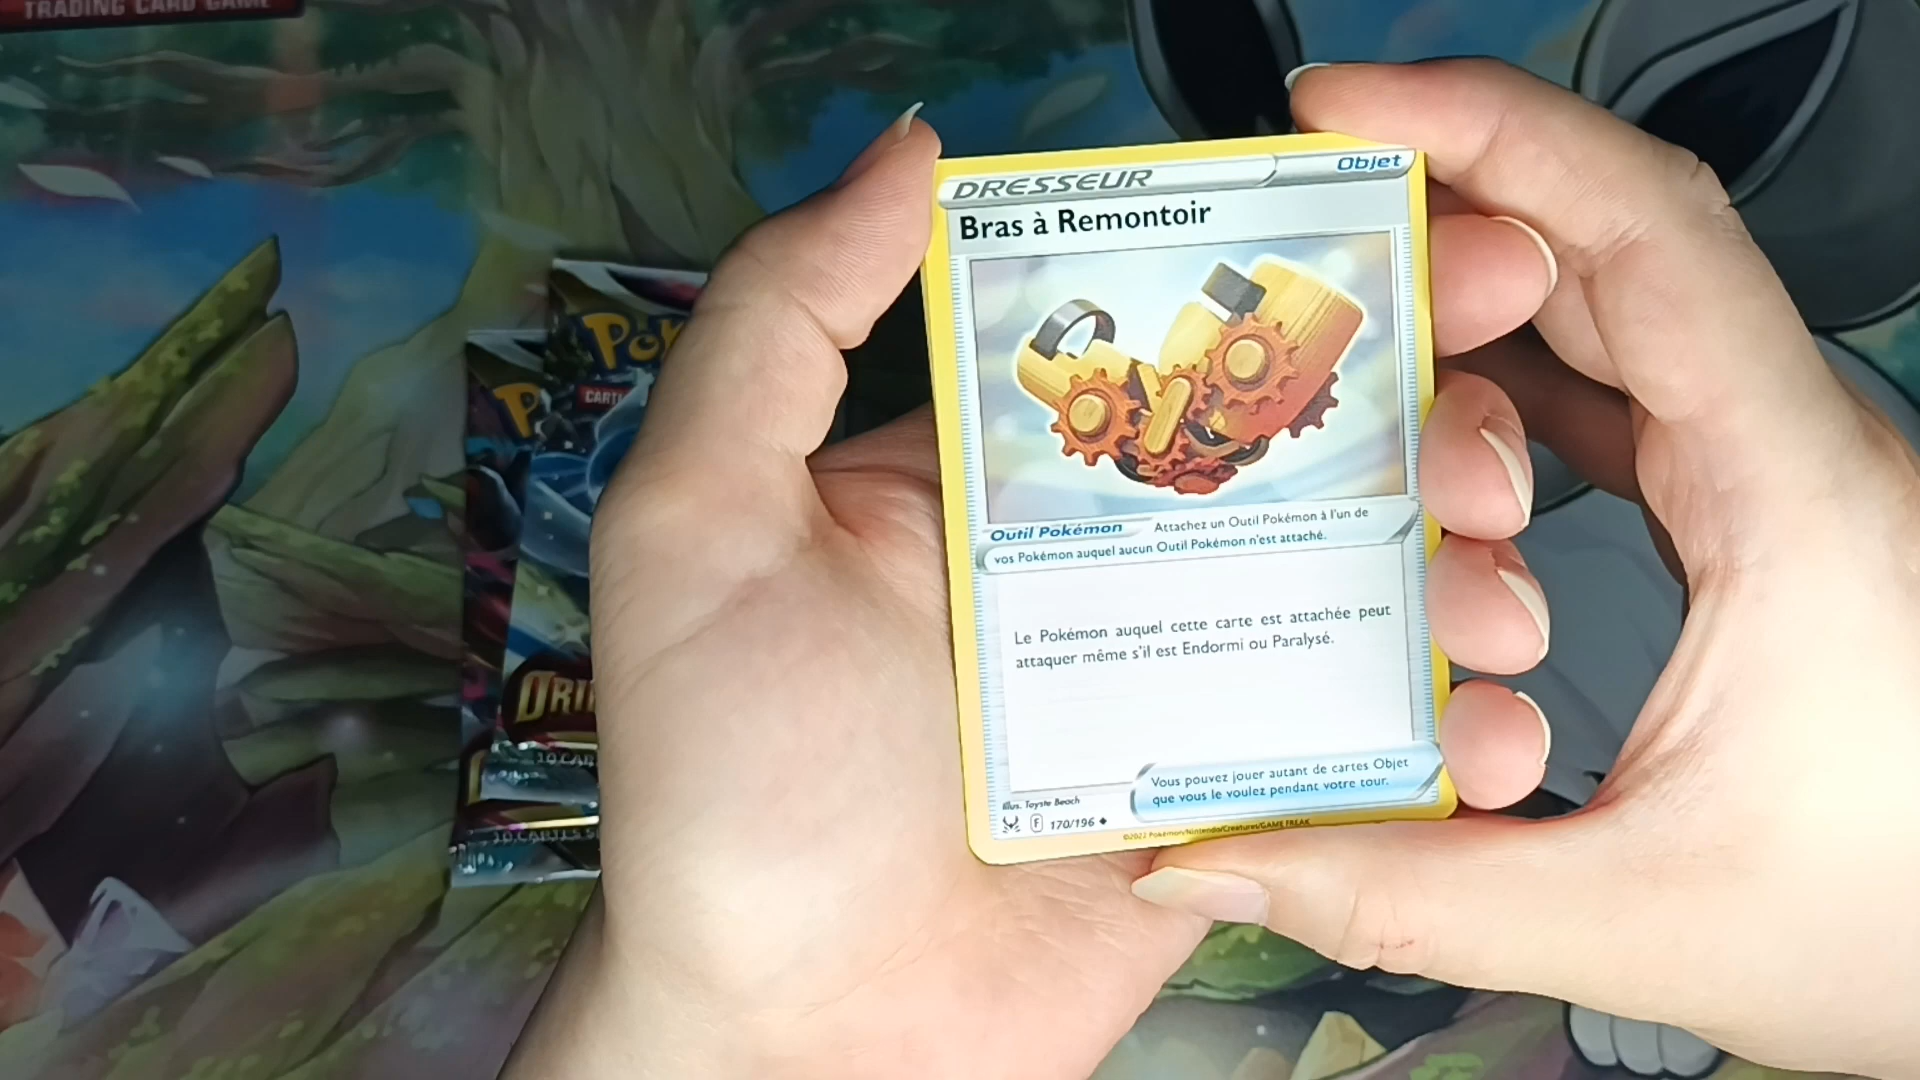 TRADING CARD GAME
DRESSEUR
Objet
Bras à Remontoir
Outil Pokémon Attachez un Outil Pokémon à l'un de
vos Pokémon auquel aucun Outil Pokémon n'est attaché.
Le Pokémon auquel cette carte est attachée peut
attaquer même s'il est Endormi ou Paralysé.
Vous pouvez jouer autant de cartes Objet
que vous le voulez pendant votre tour.
Illus. Toyste Beach
F 170/196
©2022 Pokémon/Nintendo/Creatures/GAME FREAK